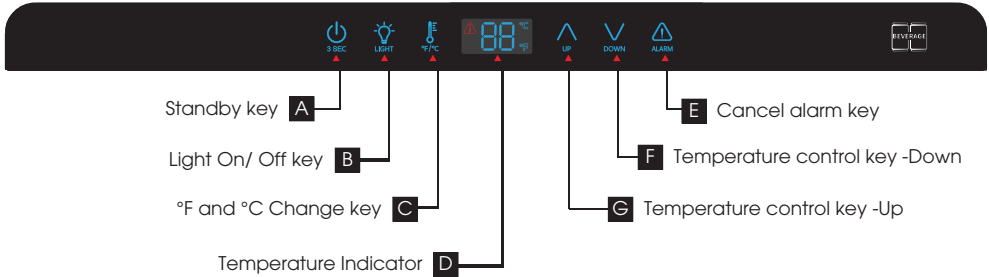 3 SEC LIGHT °F/°C 88 UP DOWN ALARM BEVERAGE
Standby key A
E Cancel alarm key
Light On/ Off key B
F Temperature control key -Down
°F and °C Change key C
G Temperature control key -Up
Temperature Indicator D